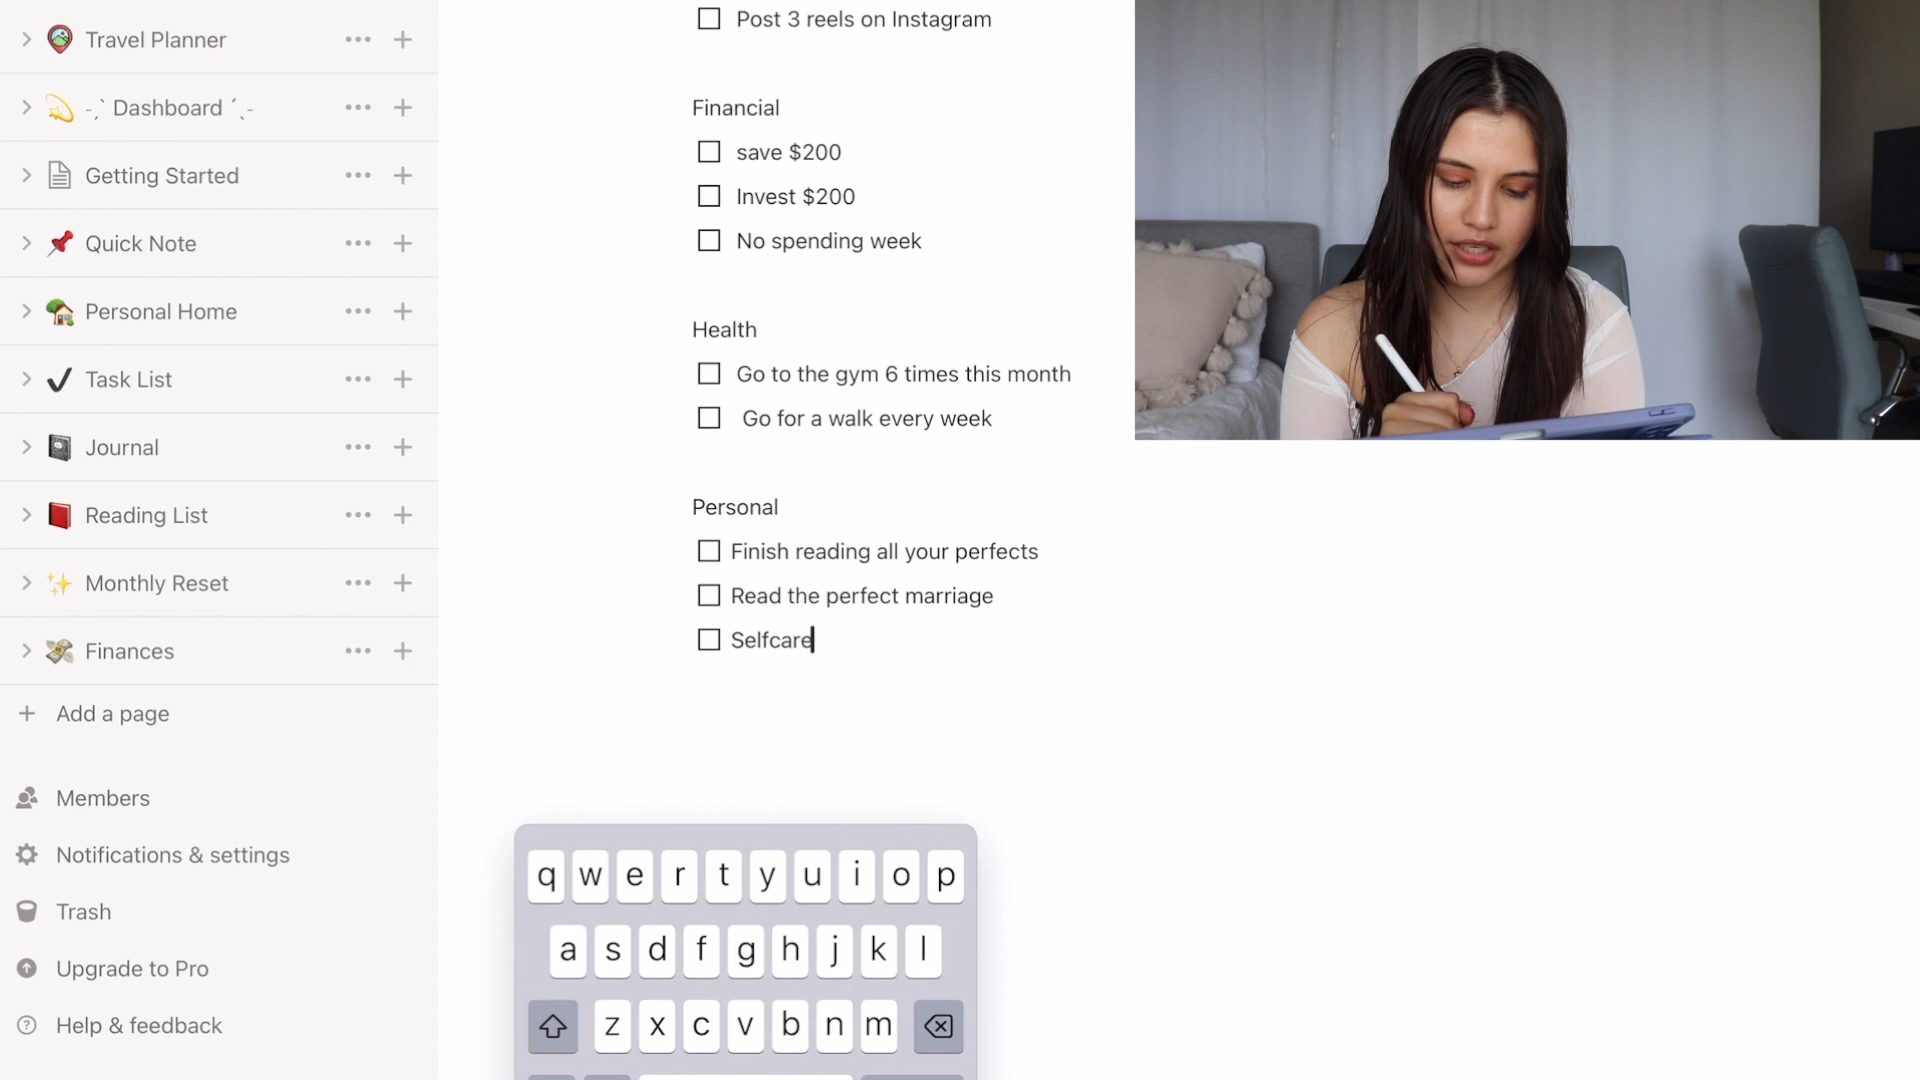 Travel Planner
-ˏˋ Dashboard ˊˎ-
Getting Started
Quick Note
Personal Home
Task List
Journal
Reading List
Monthly Reset
Finances
Add a page
Members
Notifications & settings
Trash
Upgrade to Pro
Help & feedback
Post 3 reels on Instagram
Financial
save $200
Invest $200
No spending week
Health
Go to the gym 6 times this month
Go for a walk every week
Personal
Finish reading all your perfects
Read the perfect marriage
Selfcare
q w e r t y u i o p
a s d f g h j k l
z x c v b n m